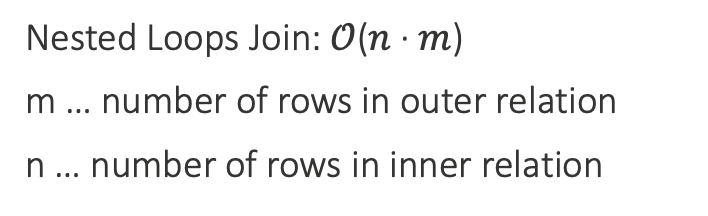 Nested Loops Join: 𝒪(n · m)
m ... number of rows in outer relation
n ... number of rows in inner relation